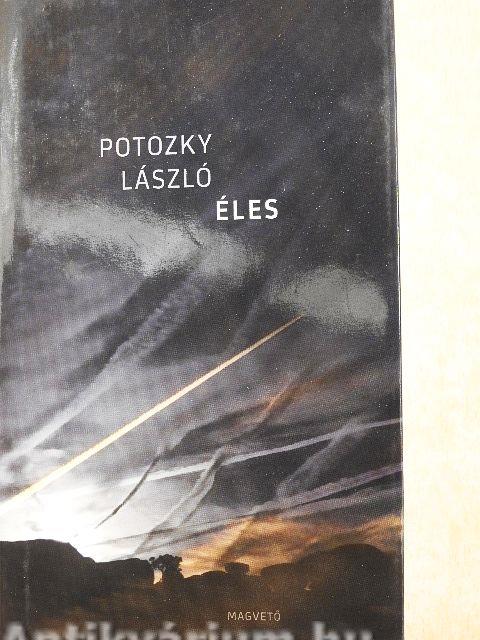 POTOZKY
LÁSZLÓ
ÉLES
MAGVETŐ
Antikvárium.hu